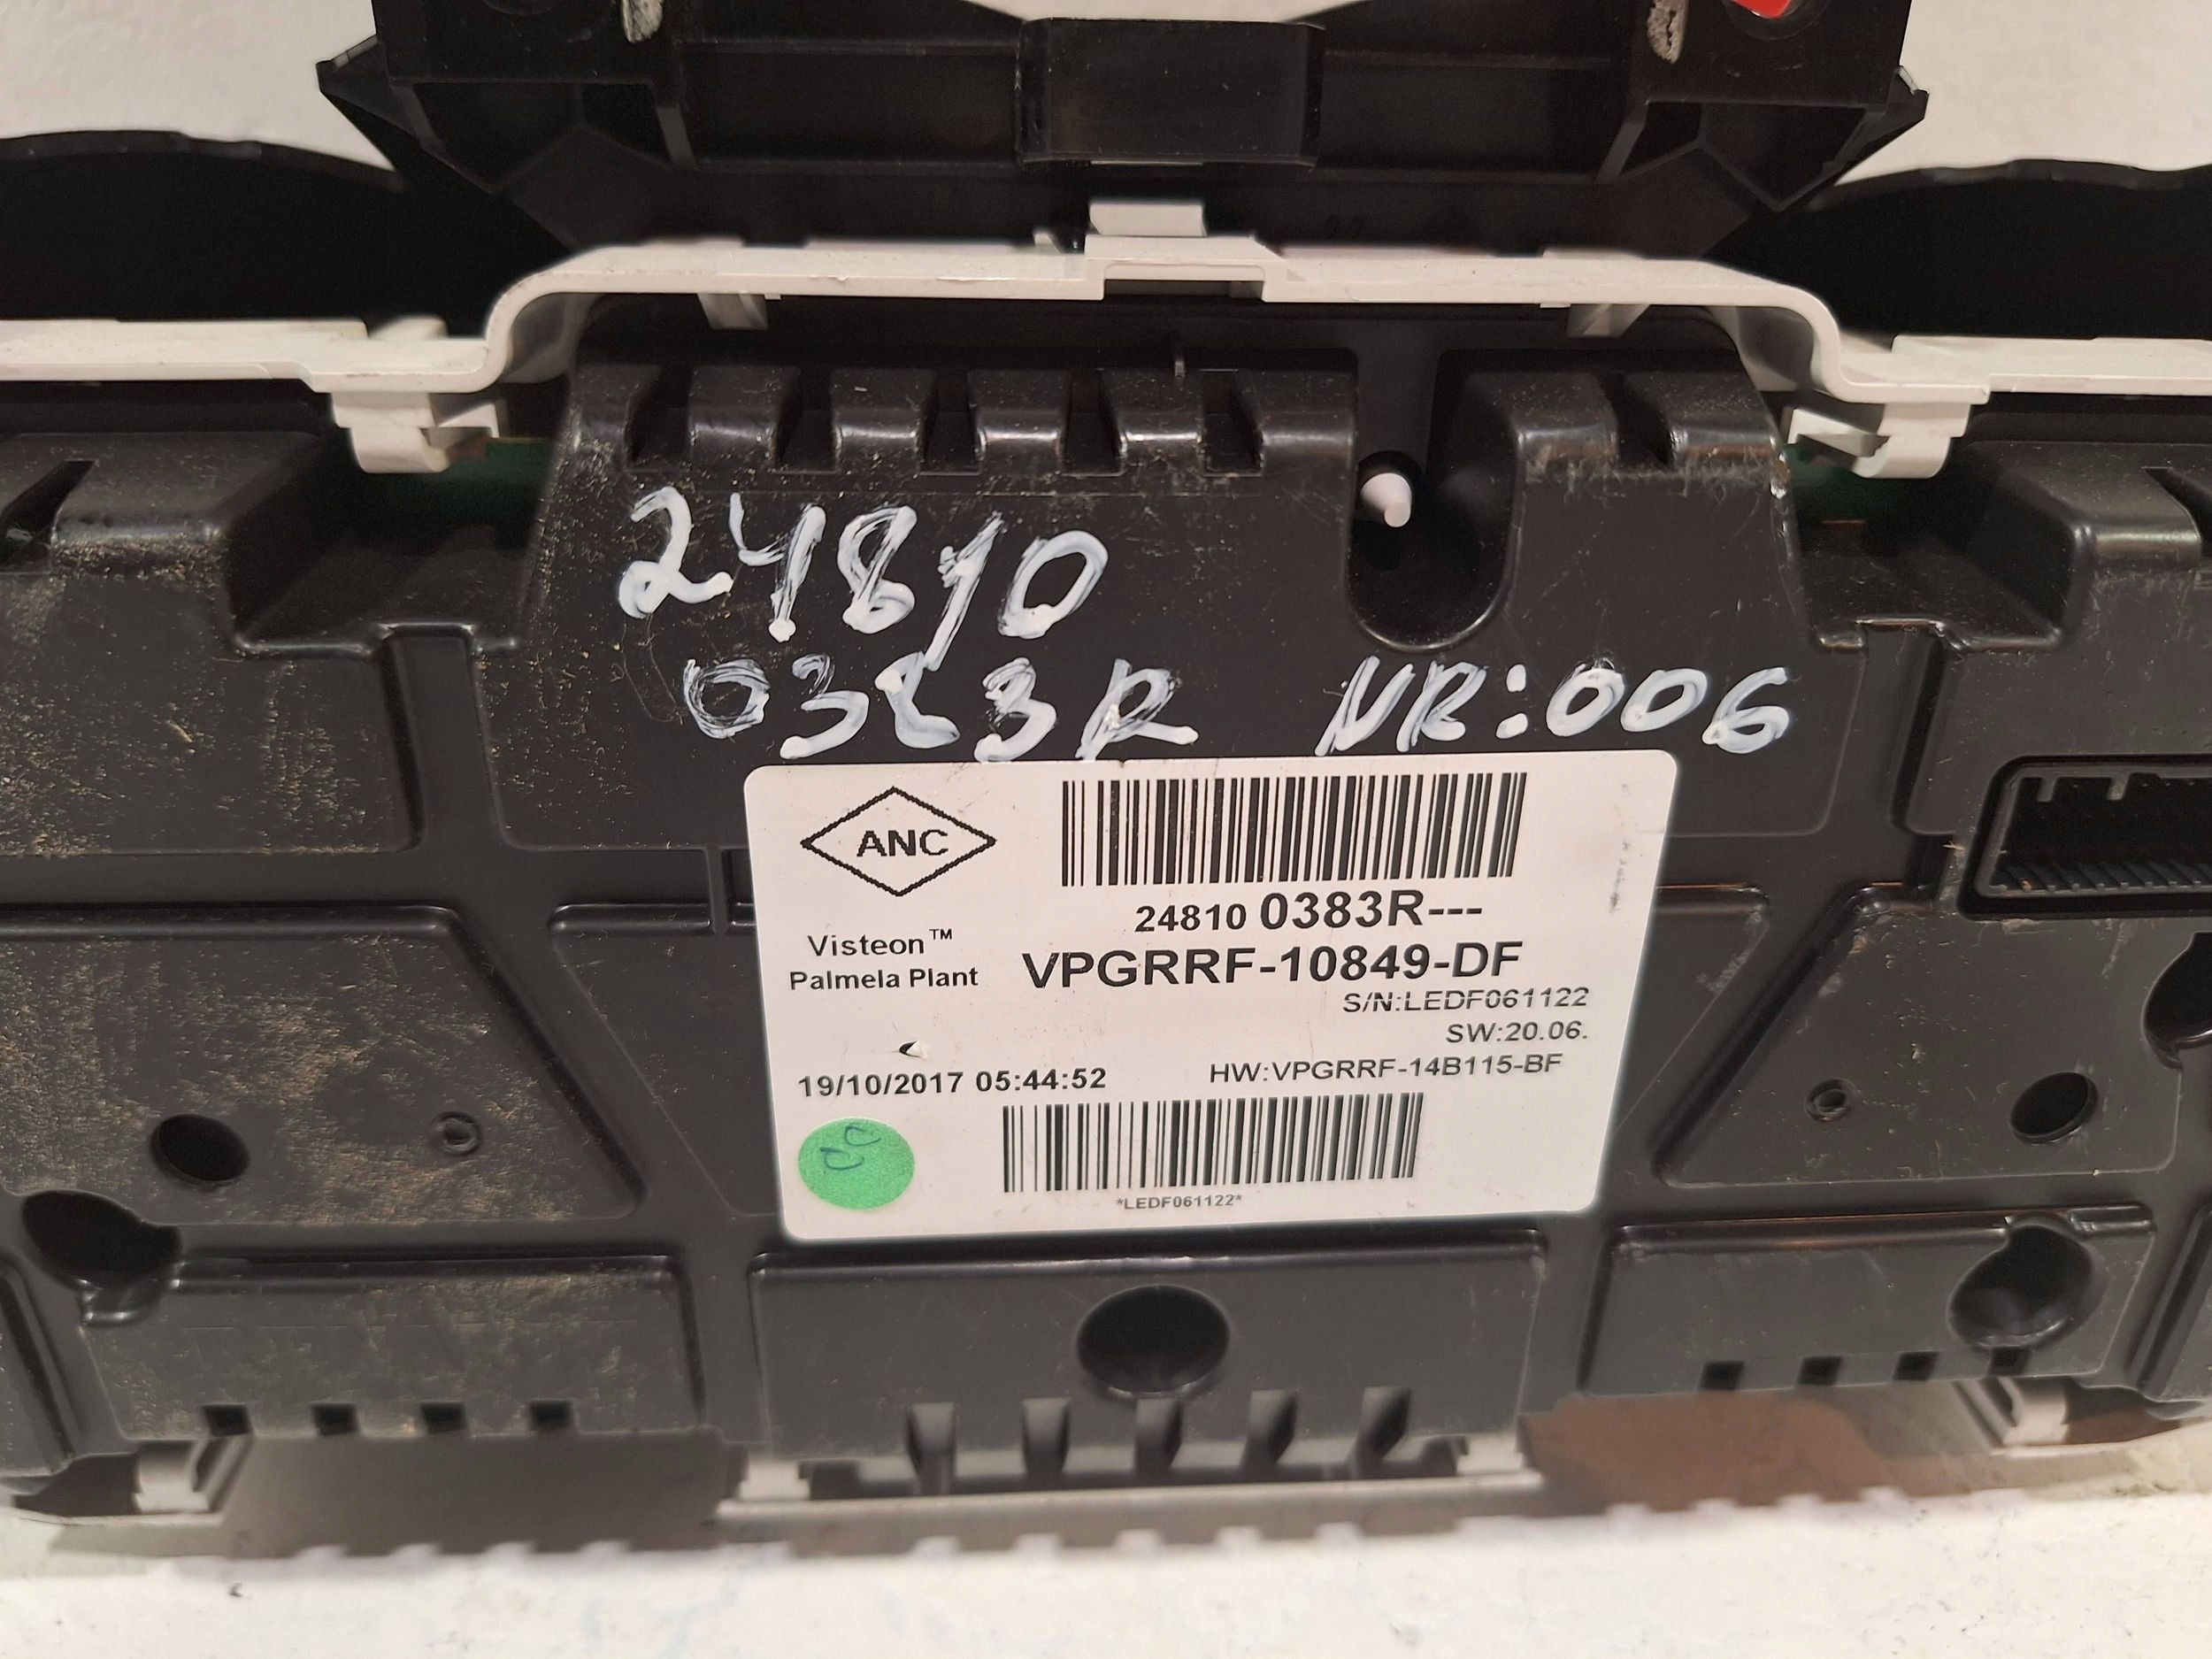 24810
0383R NR:006
ANC
24810 0383R---
Visteon™
Palmela Plant
VPGRRF-10849-DF
S/N:LEDF061122
SW:20.06.
19/10/2017 05:44:52
HW:VPGRRF-14B115-BF
*LEDF061122*